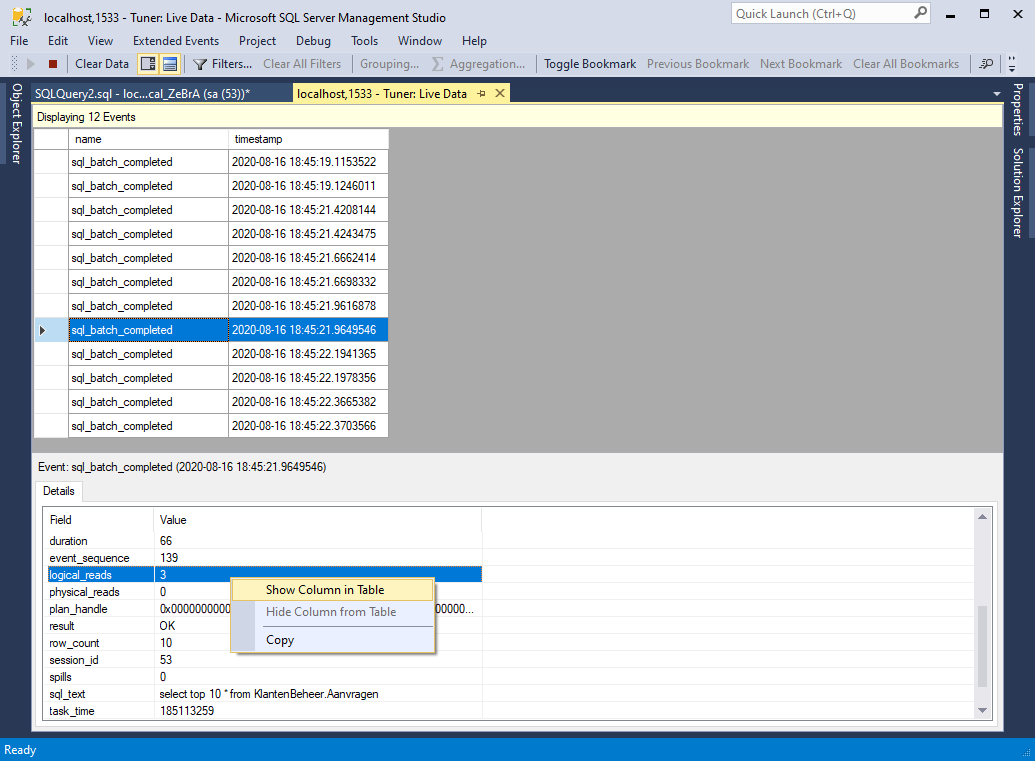 localhost,1533 - Tuner: Live Data - Microsoft SQL Server Management Studio
Quick Launch (Ctrl+Q)
File Edit View Extended Events Project Debug Tools Window Help
Clear Data Filters... Clear All Filters Grouping... Σ Aggregation... Toggle Bookmark Previous Bookmark Next Bookmark Clear All Bookmarks
SQLQuery2.sql - loc...cal_ZeBrA (sa (53))* localhost,1533 - Tuner: Live Data
Object Explorer
Properties
Solution Explorer
Displaying 12 Events
name timestamp
sql_batch_completed 2020-08-16 18:45:19.1153522
sql_batch_completed 2020-08-16 18:45:19.1246011
sql_batch_completed 2020-08-16 18:45:21.4208144
sql_batch_completed 2020-08-16 18:45:21.4243475
sql_batch_completed 2020-08-16 18:45:21.6662414
sql_batch_completed 2020-08-16 18:45:21.6698332
sql_batch_completed 2020-08-16 18:45:21.9616878
sql_batch_completed 2020-08-16 18:45:21.9649546
sql_batch_completed 2020-08-16 18:45:22.1941365
sql_batch_completed 2020-08-16 18:45:22.1978356
sql_batch_completed 2020-08-16 18:45:22.3665382
sql_batch_completed 2020-08-16 18:45:22.3703566
Event: sql_batch_completed (2020-08-16 18:45:21.9649546)
Details
Field Value
duration 66
event_sequence 139
logical_reads 3
Show Column in Table
physical_reads 0
plan_handle 0x0000000000 00000...
Hide Column from Table
result OK
row_count 10
Copy
session_id 53
spills 0
sql_text select top 10 * from KlantenBeheer.Aanvragen
task_time 185113259
Ready